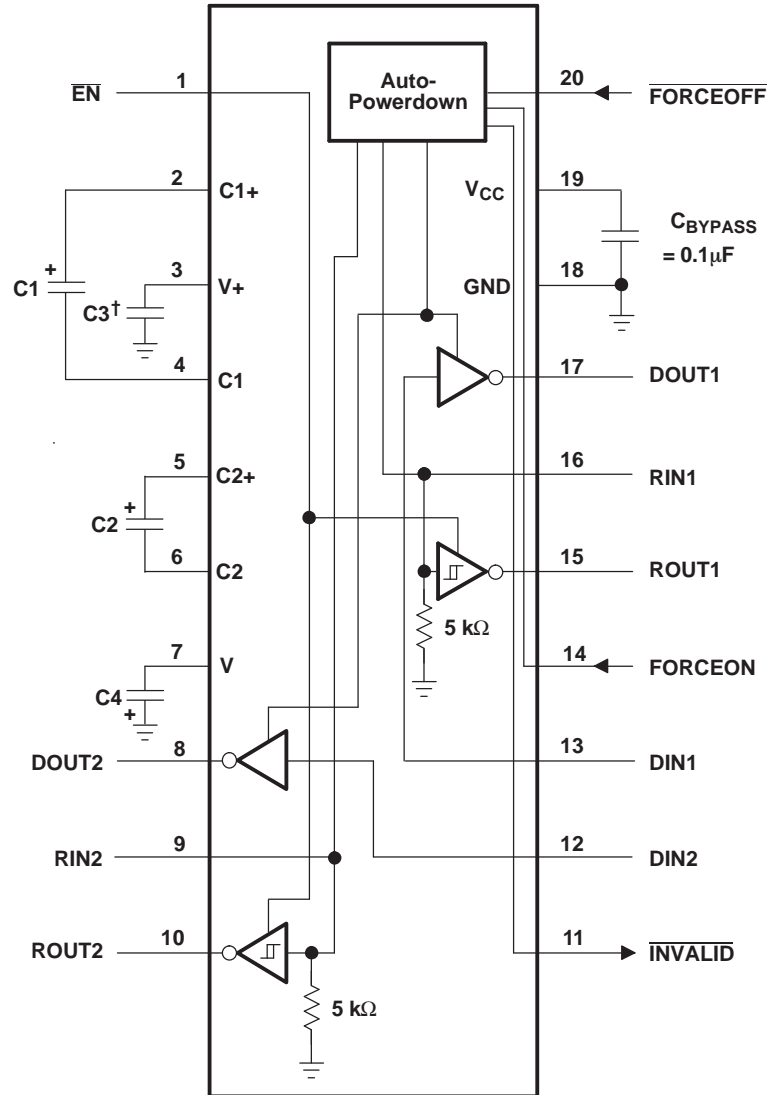 Auto-
Powerdown
EN
1
20
FORCEOFF
2
C1+
VCC
19
CBYPASS
= 0.1µF
C1
+
3
V+
C3†
GND
18
4
C1
17
DOUT1
5
C2+
16
RIN1
C2
+
6
C2
15
ROUT1
5 kΩ
7
V
14
FORCEON
C4
+
DOUT2
8
13
DIN1
RIN2
9
12
DIN2
ROUT2
10
11
INVALID
5 kΩ